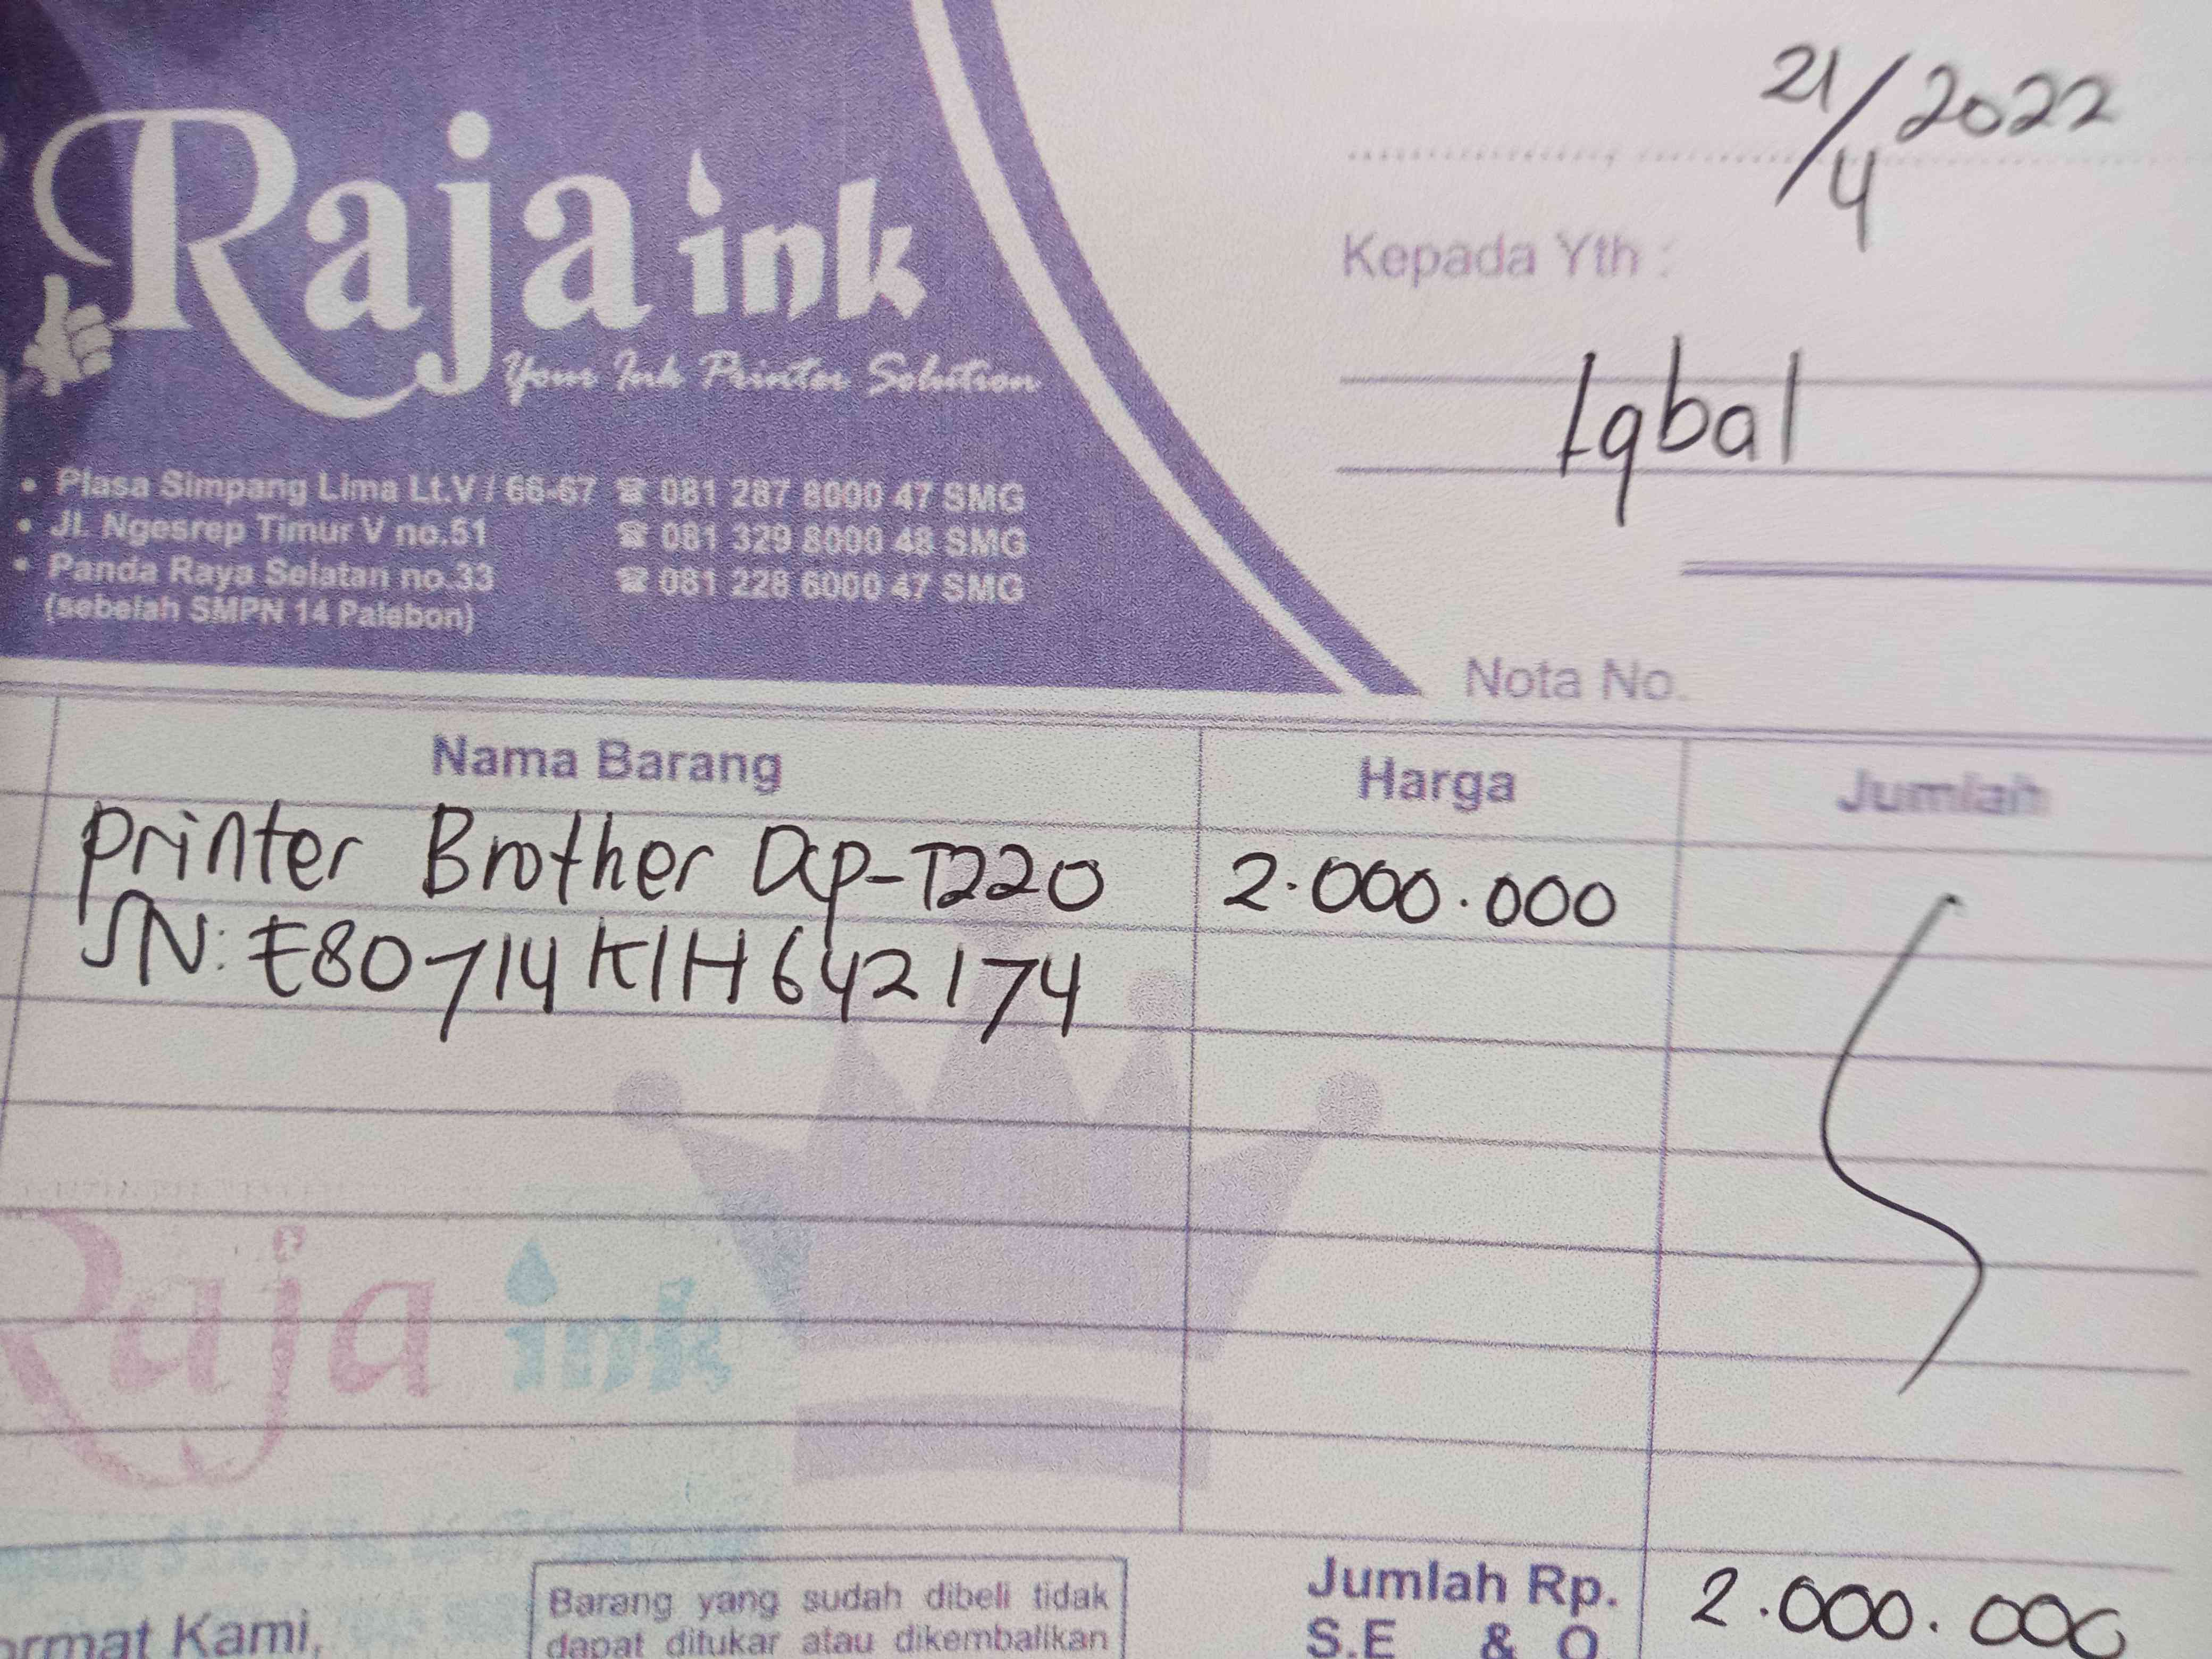 Raja ink
Your Ink Printer Solution
• Plasa Simpang Lima Lt.V / 66-67 ☎ 081 287 8000 47 SMG
• Jl. Ngesrep Timur V no.51 ☎ 081 329 8000 48 SMG
• Panda Raya Selatan no.33 ☎ 081 228 6000 47 SMG
(sebelah SMPN 14 Palebon)
21/4 2022
Kepada Yth :
Iqbal
Nota No.
Nama Barang Harga Jumlah
Printer Brother Dcp-T220 2.000.000
SN: E80714K1H642174
Raja ink
Jumlah Rp. 2.000.000
S.E & O
ormat Kami,
Barang yang sudah dibeli tidak
dapat ditukar atau dikembalikan